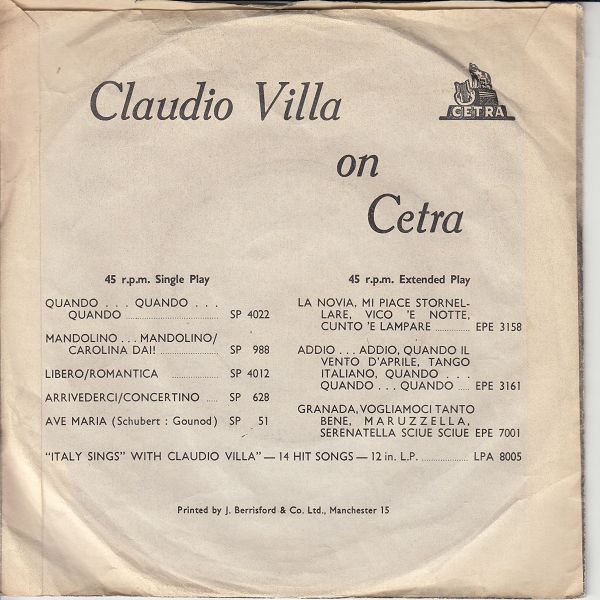 Claudio Villa
CETRA
on
Cetra
45 r.p.m. Single Play
QUANDO . . . QUANDO . . .
QUANDO .......................... SP 4022
MANDOLINO . . . MANDOLINO/
CAROLINA DAI! ................ SP 988
LIBERO/ROMANTICA ............ SP 4012
ARRIVEDERCI/CONCERTINO .... SP 628
AVE MARIA (Schubert : Gounod) SP 51
45 r.p.m. Extended Play
LA NOVIA, MI PIACE STORNEL-
LARE, VICO 'E NOTTE,
CUNTO 'E LAMPARE .......... EPE 3158
ADDIO . . . ADDIO, QUANDO IL
VENTO D'APRILE, TANGO
ITALIANO, QUANDO . . .
QUANDO . . . QUANDO .... EPE 3161
GRANADA, VOGLIAMOCI TANTO
BENE, MARUZZELLA,
SERENATELLA SCIUE SCIUE EPE 7001
"ITALY SINGS" WITH CLAUDIO VILLA" — 14 HIT SONGS — 12 in. L.P. .................... LPA 8005
Printed by J. Berrisford & Co. Ltd., Manchester 15